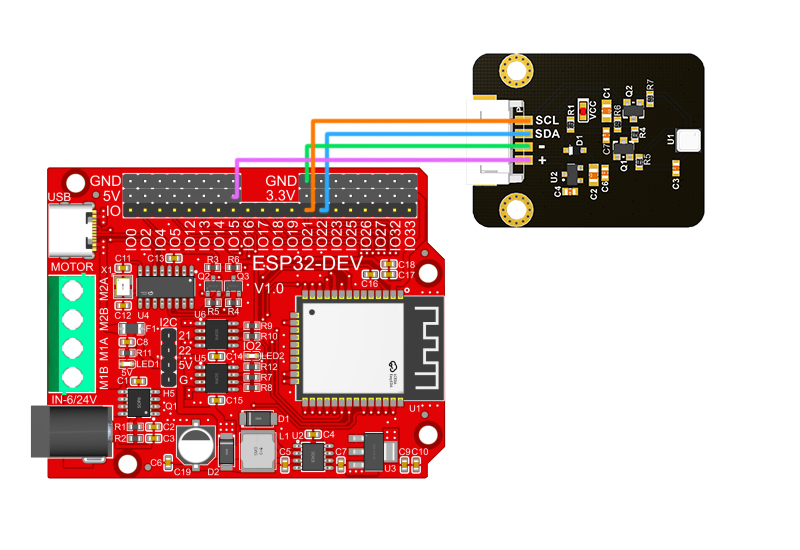 R7
Q2
C1
R1
VCC
R6
P
SCL
R4
SDA
C7
D1
U1
-
Q1
R5
+
U2
C3
C4
C2
C6
GND
GND
5V
3.3V
USB
IO
IO0
IO2
IO4
IO5
IO12
IO13
IO14
IO15
IO16
IO17
IO18
IO19
IO21
IO22
IO23
IO25
IO26
IO27
IO32
IO33
MOTOR
X1
C11
C13
R3
R6
ESP32-DEV
C18
C17
C16
Q2
Q3
V1.0
M2A
M2B
M1A
M1B
C12
U4
R5
R4
F1
I2C
21
22
5V
G
H5
U6
R9
R10
IO2
LED2
C8
R11
LED1
5V
U5
C14
R12
R7
R8
C15
C1
IN-6/24V
Q1
U1
R1
R2
C2
C3
D1
L1
U2
C4
C5
C7
U3
C9
C10
C6
C19
D2